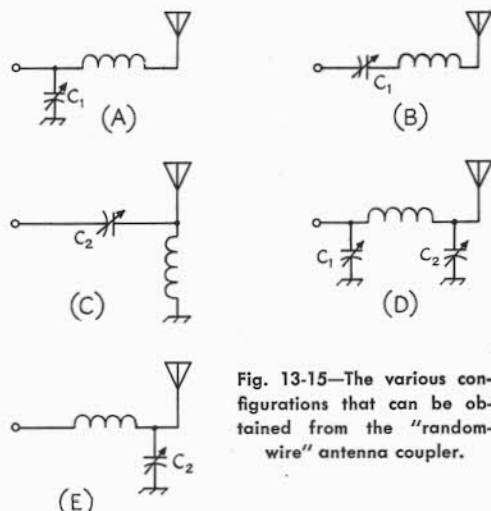 C₁
(A)
C₁
(B)
C₂
(C)
C₁
C₂
(D)
C₂
(E)
Fig. 13-15—The various con-
figurations that can be ob-
tained from the "random-
wire" antenna coupler.